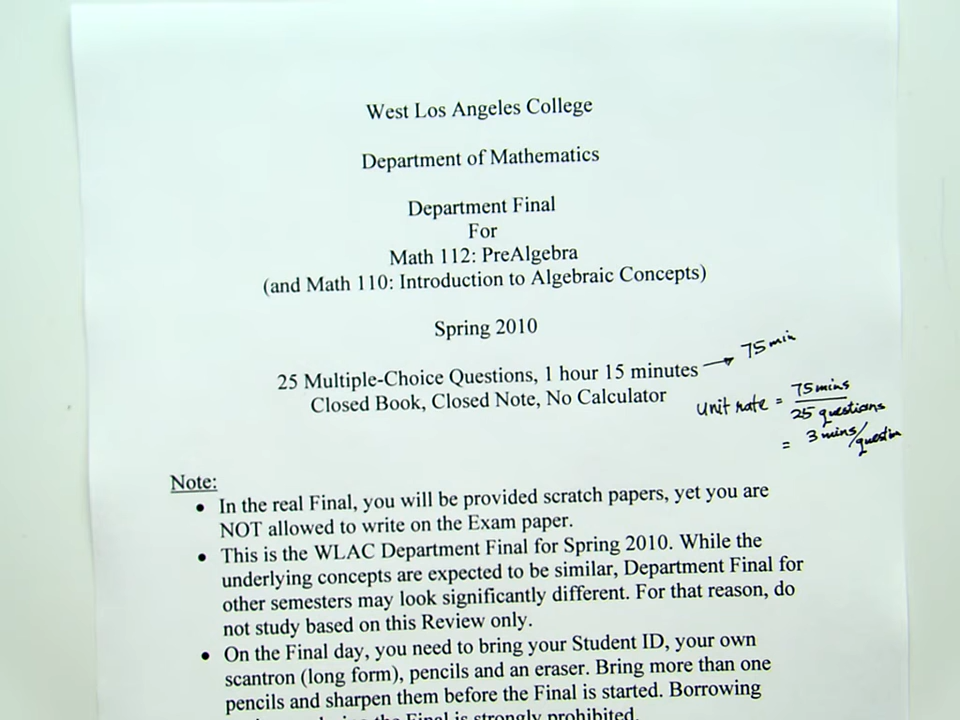 West Los Angeles College
Department of Mathematics
Department Final
For
Math 112: PreAlgebra
(and Math 110: Introduction to Algebraic Concepts)
Spring 2010
25 Multiple-Choice Questions, 1 hour 15 minutes → 75 min
Closed Book, Closed Note, No Calculator
Unit rate = 75 mins / 25 questions
= 3 mins/questin
Note:
• In the real Final, you will be provided scratch papers, yet you are
NOT allowed to write on the Exam paper.
• This is the WLAC Department Final for Spring 2010. While the
underlying concepts are expected to be similar, Department Final for
other semesters may look significantly different. For that reason, do
not study based on this Review only.
• On the Final day, you need to bring your Student ID, your own
scantron (long form), pencils and an eraser. Bring more than one
pencils and sharpen them before the Final is started. Borrowing
the Final is strongly prohibited.